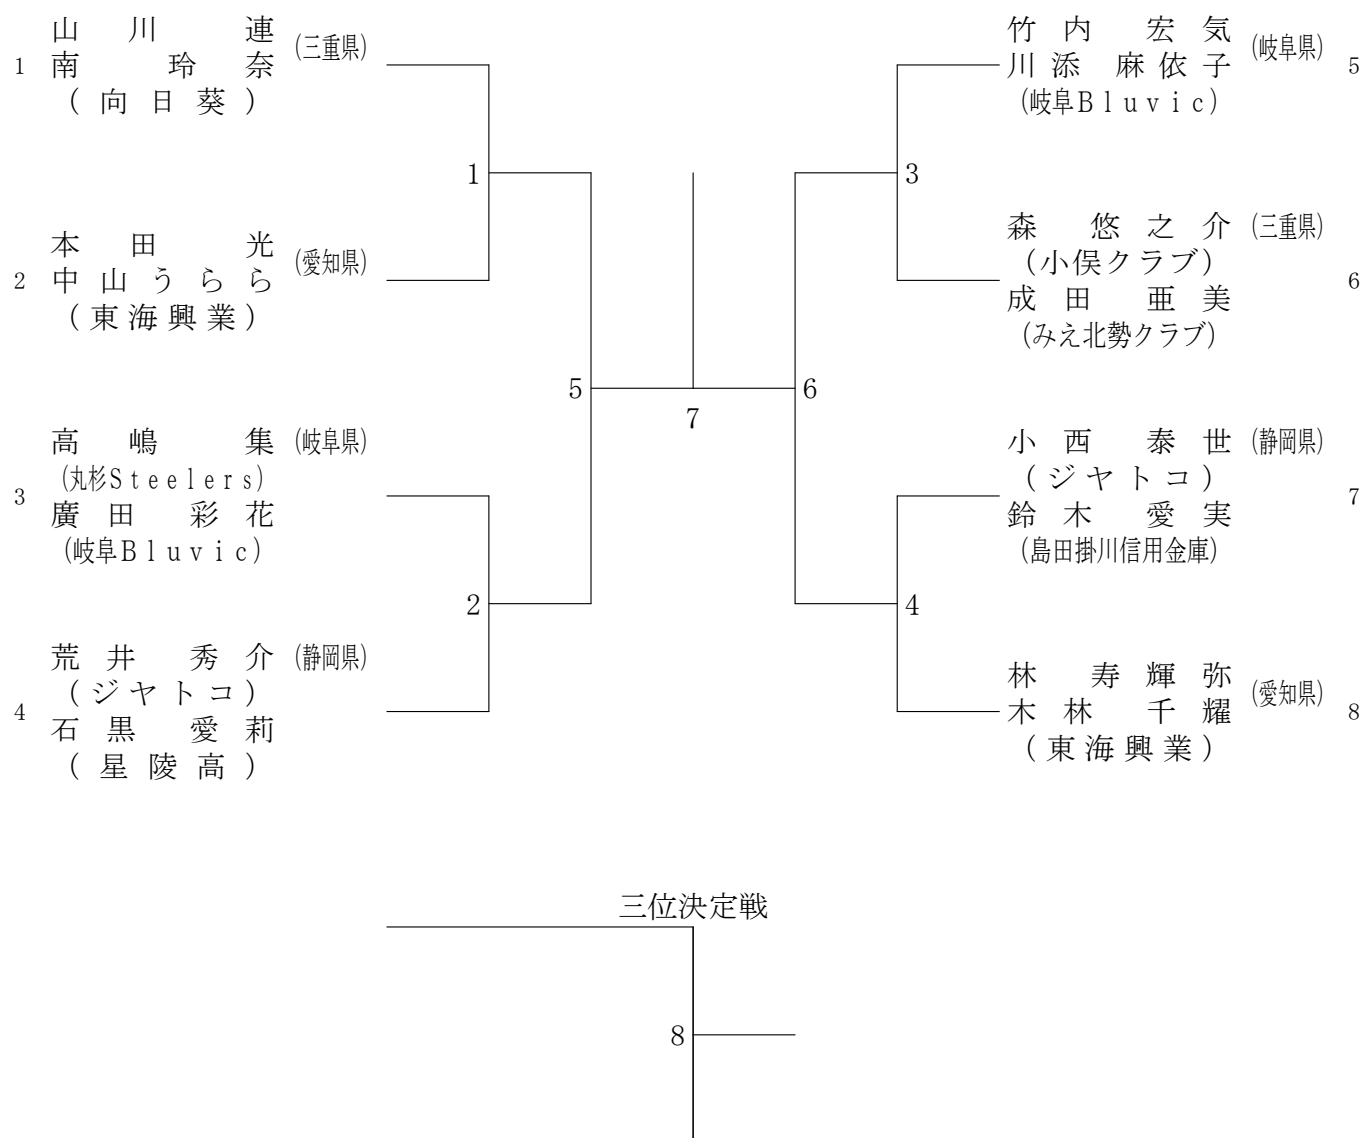 1
山川 連
南 玲奈
(向日葵)
(三重県)
2
本田 光
中山うらら
(東海興業)
(愛知県)
3
高嶋 集
(丸杉Steelers)
廣田 彩花
(岐阜Bluvic)
(岐阜県)
4
荒井 秀介
(ジヤトコ)
石黒 愛莉
(星陵高)
(静岡県)
1
2
5
7
6
3
4
竹内 宏気
川添 麻依子
(岐阜Bluvic)
(岐阜県)
5
森 悠之介
(小俣クラブ)
成田 亜美
(みえ北勢クラブ)
(三重県)
6
小西 泰世
(ジヤトコ)
鈴木 愛実
(島田掛川信用金庫)
(静岡県)
7
林 寿輝弥
木林 千耀
(東海興業)
(愛知県)
8
三位決定戦
8